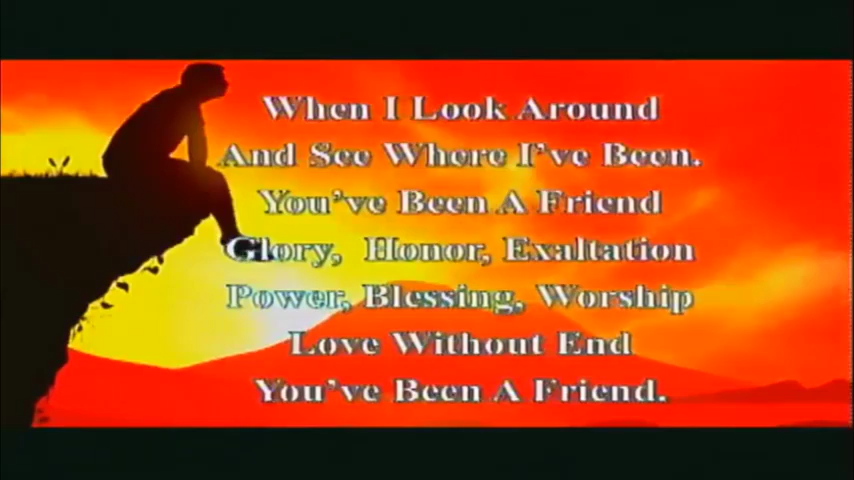 When I Look Around
And See Where I've Been.
You've Been A Friend
Glory, Honor, Exaltation
Power, Blessing, Worship
Love Without End
You've Been A Friend.